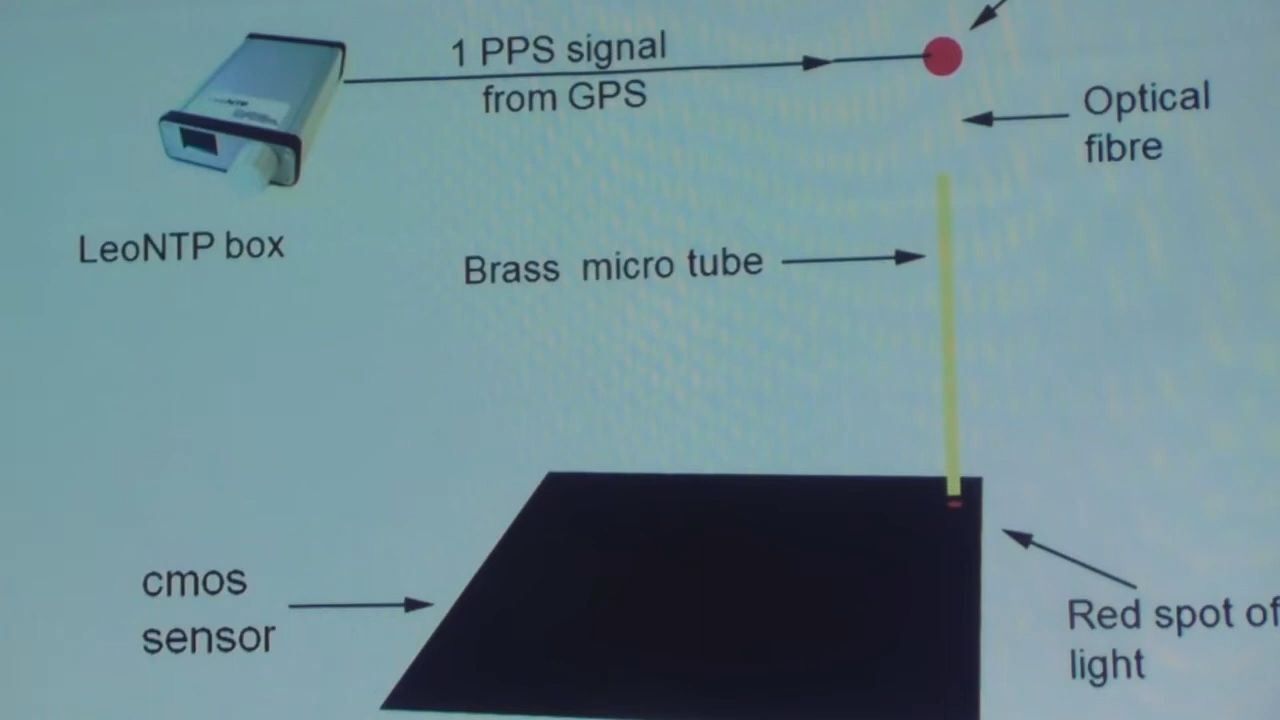 1 PPS signal
from GPS
Optical
fibre
LeoNTP box
Brass micro tube
cmos
sensor
Red spot of
light